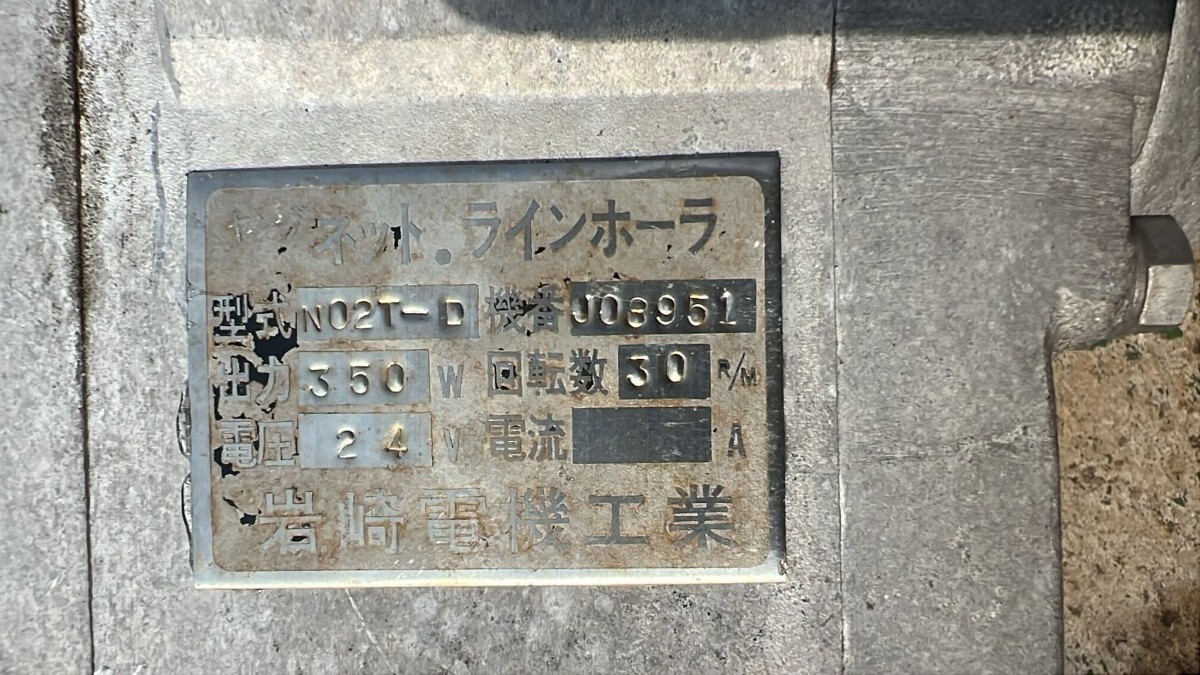 ネット.ラインホーラ
型式 N02T-D 機番 J08951
出力 350 W 回転数 30 R/M
電圧 24 V 電流 A
岩崎電機工業